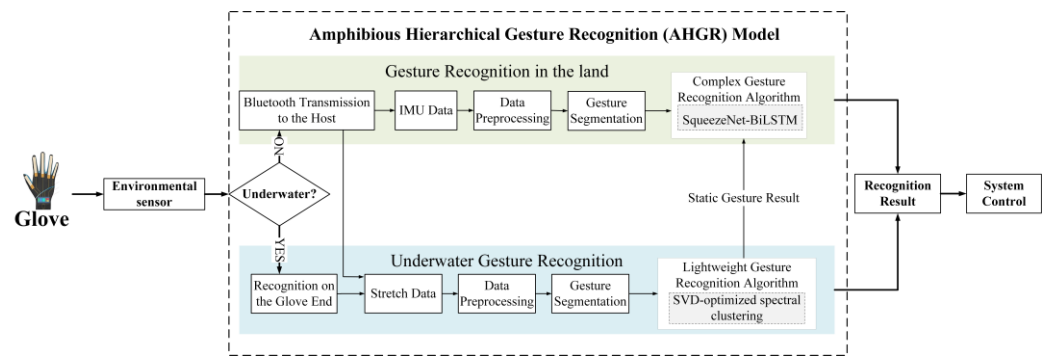 Amphibious Hierarchical Gesture Recognition (AHGR) Model
Gesture Recognition in the land
Bluetooth Transmission
to the Host
IMU Data
Data
Preprocessing
Gesture
Segmentation
Complex Gesture
Recognition Algorithm
SqueezeNet-BiLSTM
ON
Glove
Environmental
sensor
Underwater?
Static Gesture Result
Recognition
Result
System
Control
YES
Underwater Gesture Recognition
Recognition on
the Glove End
Stretch Data
Data
Preprocessing
Gesture
Segmentation
Lightweight Gesture
Recognition Algorithm
SVD-optimized spectral
clustering